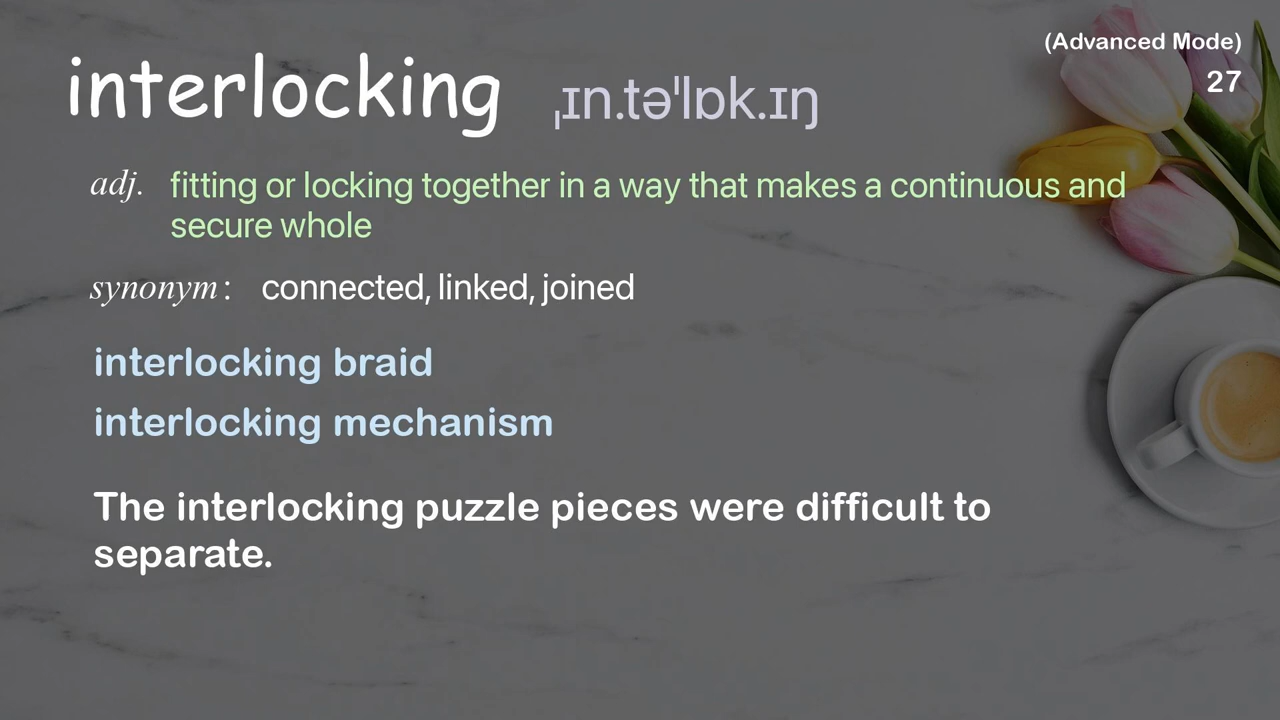 (Advanced Mode)
27
interlocking ˌɪn.təˈlɒk.ɪŋ
adj. fitting or locking together in a way that makes a continuous and
secure whole
synonym : connected, linked, joined
interlocking braid
interlocking mechanism
The interlocking puzzle pieces were difficult to
separate.